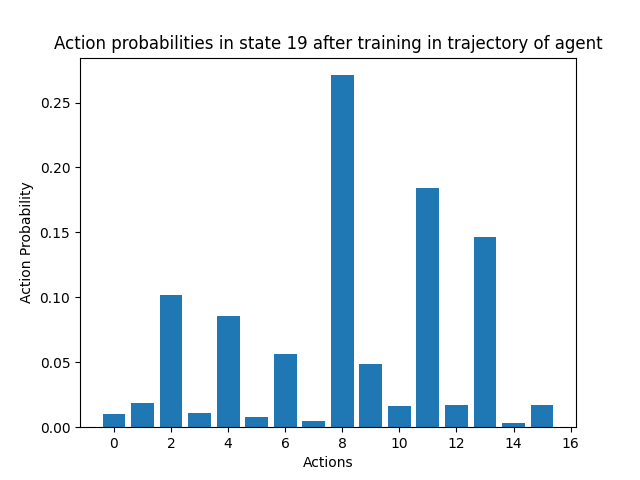 Action probabilities in state 19 after training in trajectory of agent
Action Probability
0.25
0.20
0.15
0.10
0.05
0.00
0 2 4 6 8 10 12 14 16
Actions